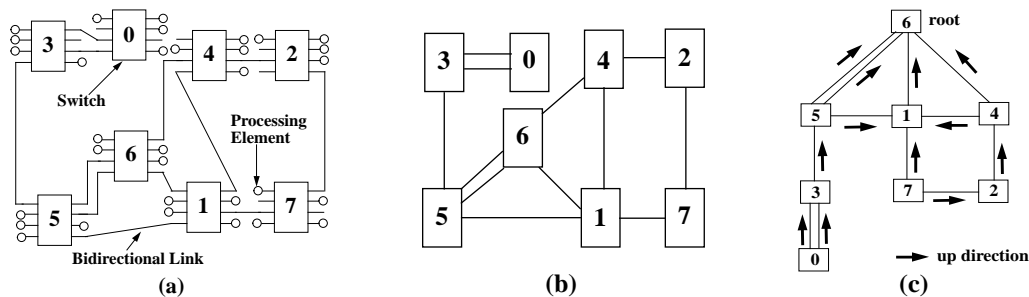 3
0
4
2
Switch
Processing
Element
6
5
1
7
Bidirectional Link
(a)
3
0
4
2
6
5
1
7
(b)
6
root
5
1
4
3
7
2
0
up direction
(c)